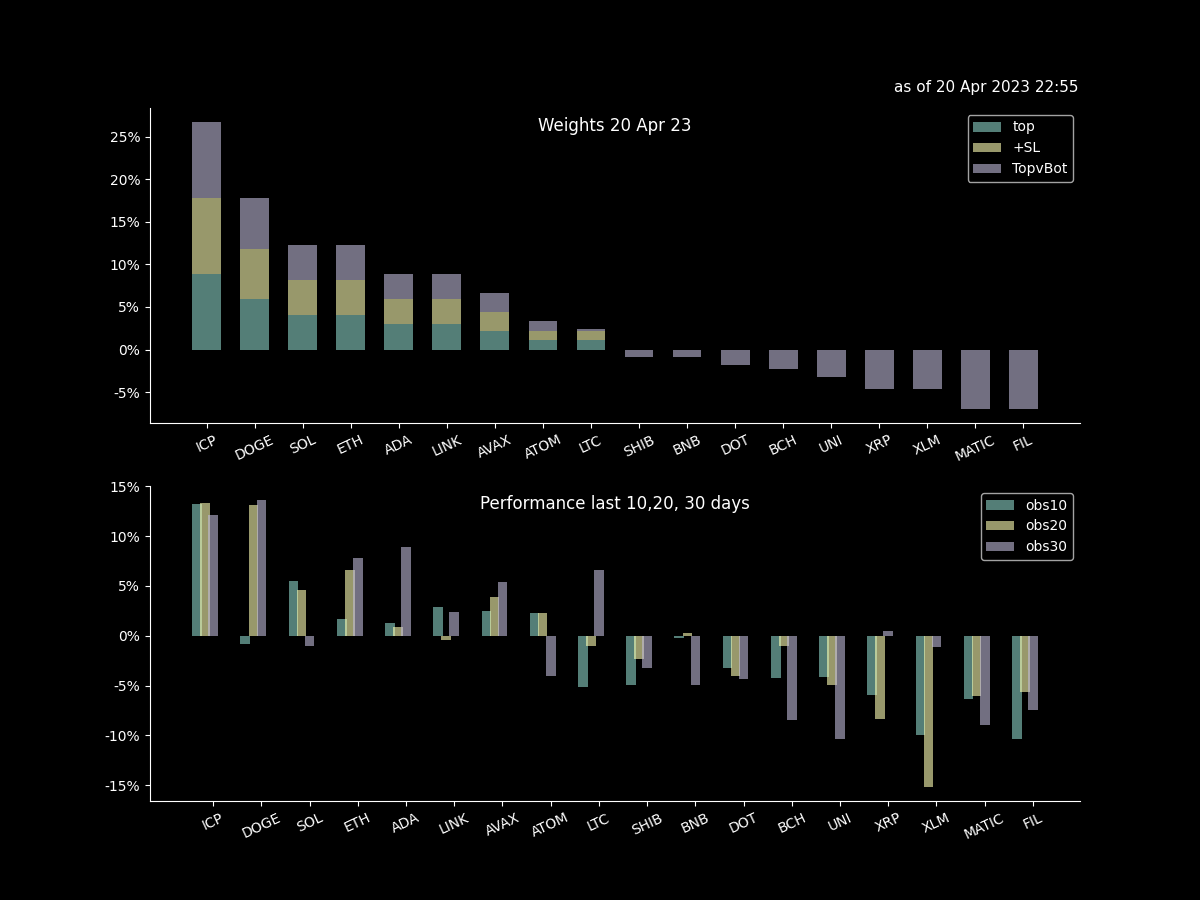 as of 20 Apr 2023 22:55
Weights 20 Apr 23
top
+SL
TopvBot
25%
20%
15%
10%
5%
0%
-5%
ICP DOGE SOL ETH ADA LINK AVAX ATOM LTC SHIB BNB DOT BCH UNI XRP XLM MATIC FIL
Performance last 10,20, 30 days
obs10
obs20
obs30
15%
10%
5%
0%
-5%
-10%
-15%
ICP DOGE SOL ETH ADA LINK AVAX ATOM LTC SHIB BNB DOT BCH UNI XRP XLM MATIC FIL